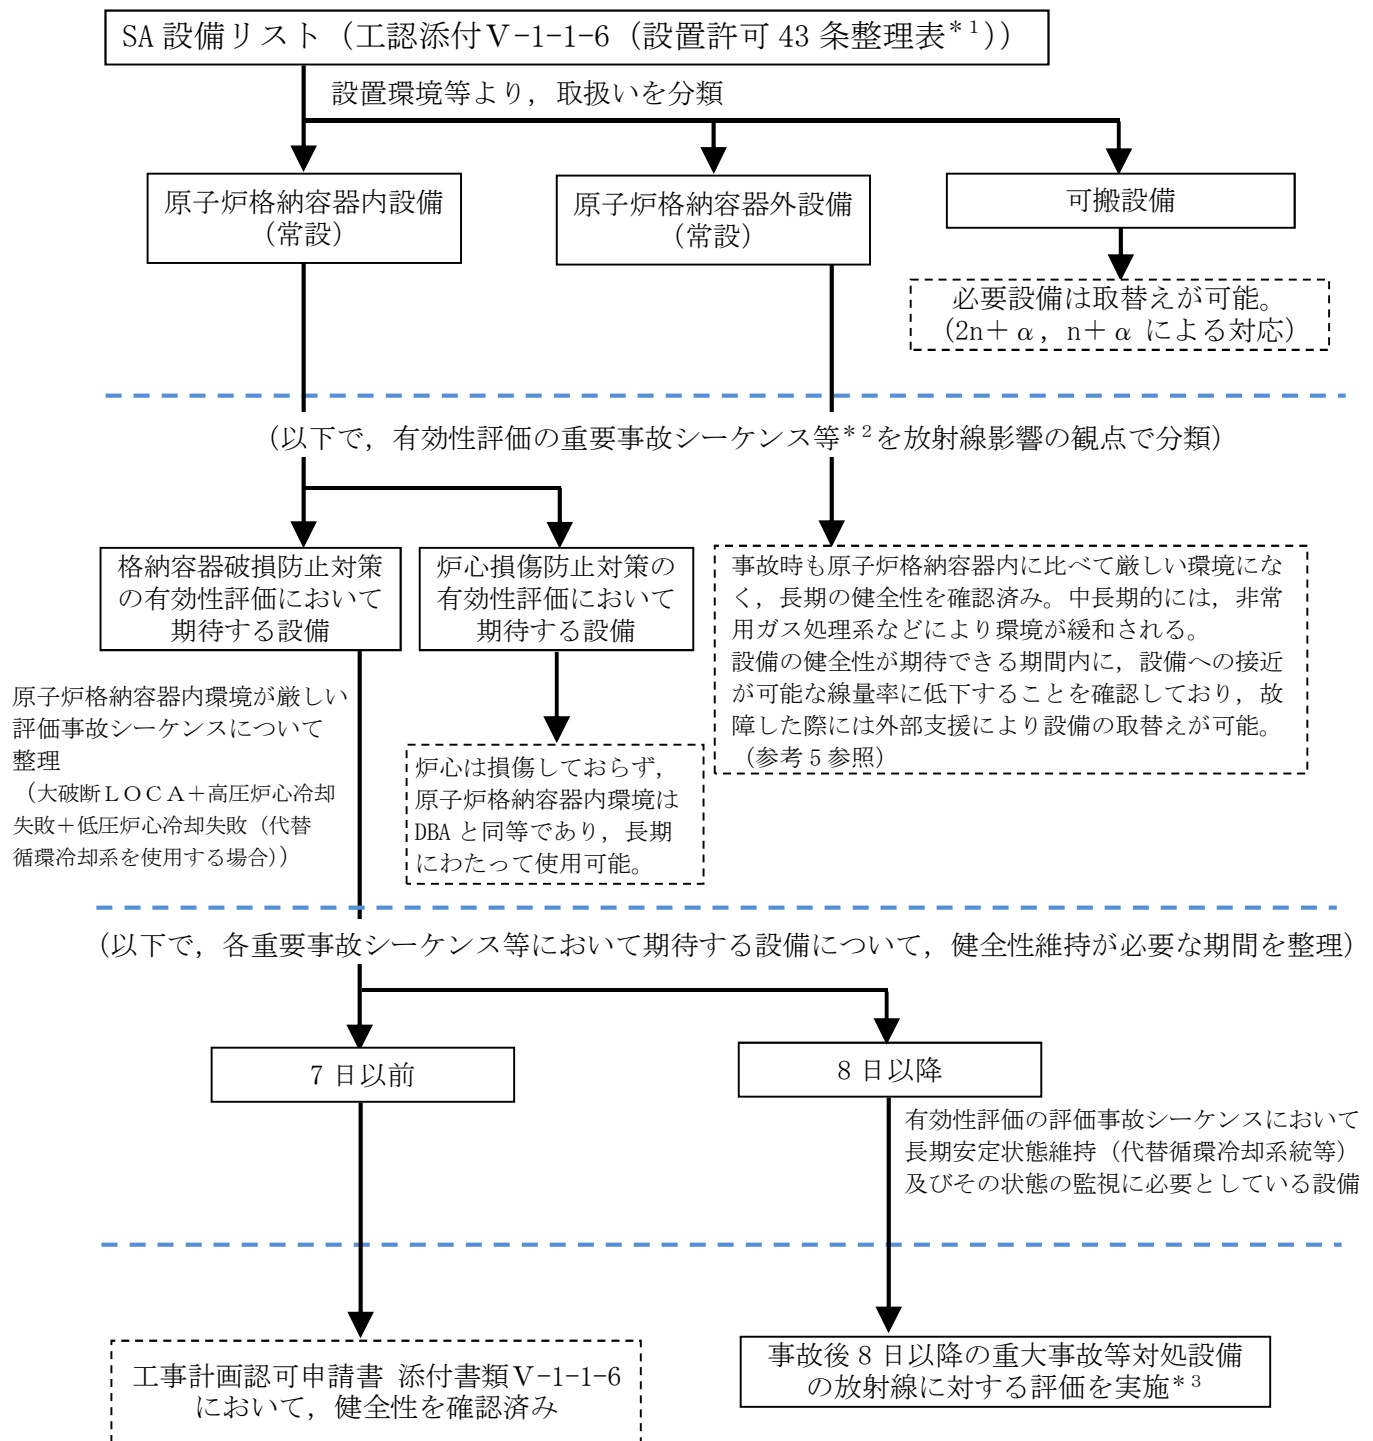 SA設備リスト（工認添付Ⅴ-1-1-6（設置許可43条整理表*1））
設置環境等より，取扱いを分類
原子炉格納容器内設備
（常設）
原子炉格納容器外設備
（常設）
可搬設備
必要設備は取替えが可能。
（2n＋α，n＋α による対応）
（以下で，有効性評価の重要事故シーケンス等*2を放射線影響の観点で分類）
格納容器破損防止対策
の有効性評価において
期待する設備
炉心損傷防止対策の
有効性評価において
期待する設備
事故時も原子炉格納容器内に比べて厳しい環境にな
く，長期の健全性を確認済み。中長期的には，非常
用ガス処理系などにより環境が緩和される。
設備の健全性が期待できる期間内に，設備への接近
が可能な線量率に低下することを確認しており，故
障した際には外部支援により設備の取替えが可能。
（参考5参照）
原子炉格納容器内環境が厳しい
評価事故シーケンスについて
整理
（大破断ＬＯＣＡ＋高圧炉心冷却
失敗＋低圧炉心冷却失敗（代替
循環冷却系を使用する場合））
炉心は損傷しておらず，
原子炉格納容器内環境は
DBAと同等であり，長期
にわたって使用可能。
（以下で，各重要事故シーケンス等において期待する設備について，健全性維持が必要な期間を整理）
7日以前
8日以降
有効性評価の評価事故シーケンスにおいて
長期安定状態維持（代替循環冷却系統等）
及びその状態の監視に必要としている設備
工事計画認可申請書 添付書類Ⅴ-1-1-6
において，健全性を確認済み
事故後8日以降の重大事故等対処設備
の放射線に対する評価を実施*3